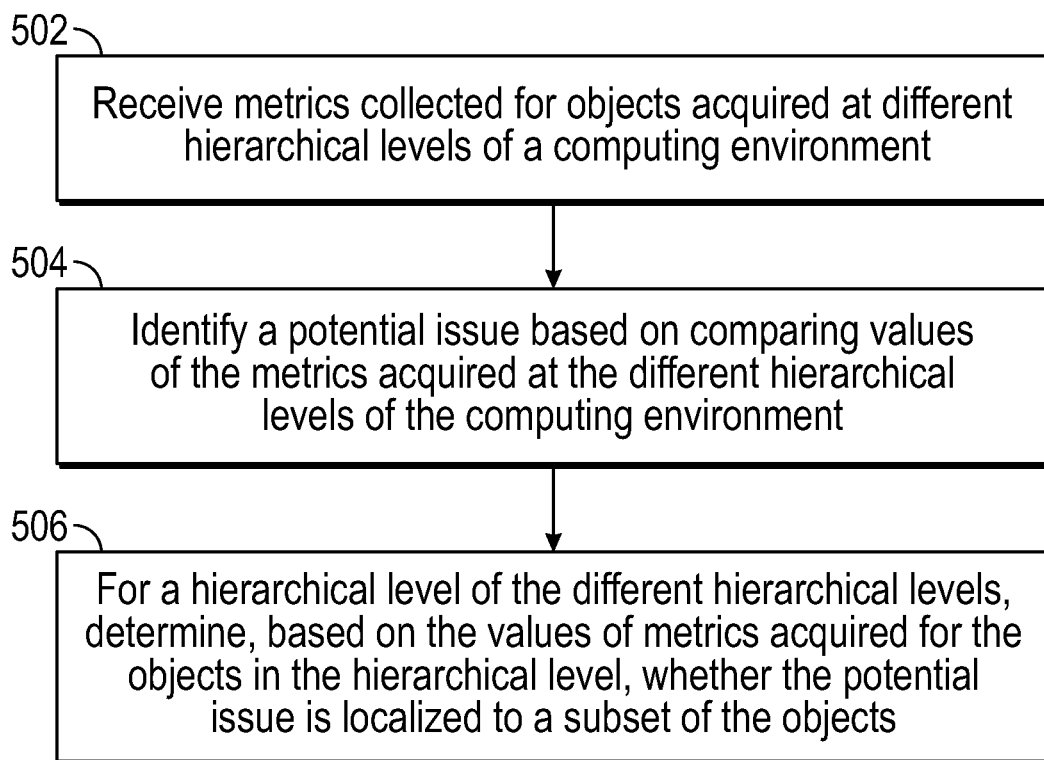 502
Receive metrics collected for objects acquired at different
hierarchical levels of a computing environment
504
Identify a potential issue based on comparing values
of the metrics acquired at the different hierarchical
levels of the computing environment
506
For a hierarchical level of the different hierarchical levels,
determine, based on the values of metrics acquired for the
objects in the hierarchical level, whether the potential
issue is localized to a subset of the objects